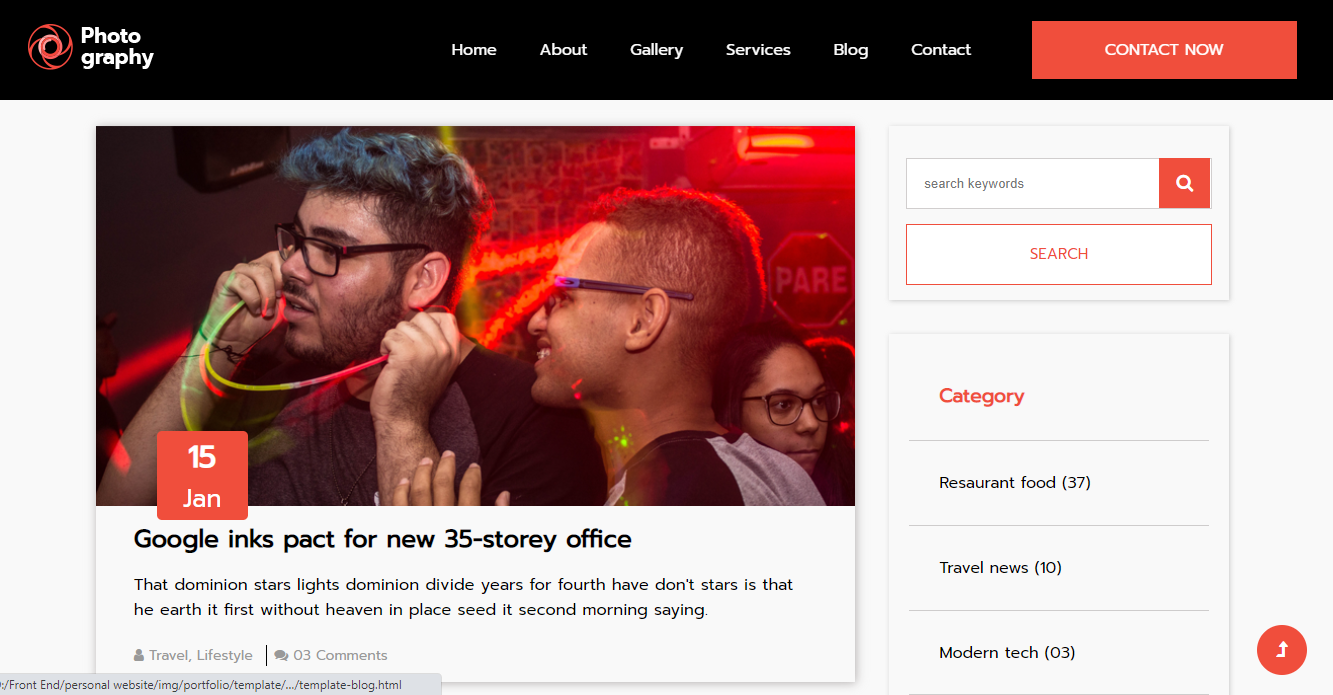 Photo
graphy
Home
About
Gallery
Services
Blog
Contact
CONTACT NOW
PARE
15
Jan
Google inks pact for new 35-storey office
That dominion stars lights dominion divide years for fourth have don't stars is that
he earth it first without heaven in place seed it second morning saying.
Travel, Lifestyle
03 Comments
search keywords
SEARCH
Category
Resaurant food (37)
Travel news (10)
Modern tech (03)
:/Front End/personal website/img/portfolio/template/.../template-blog.html